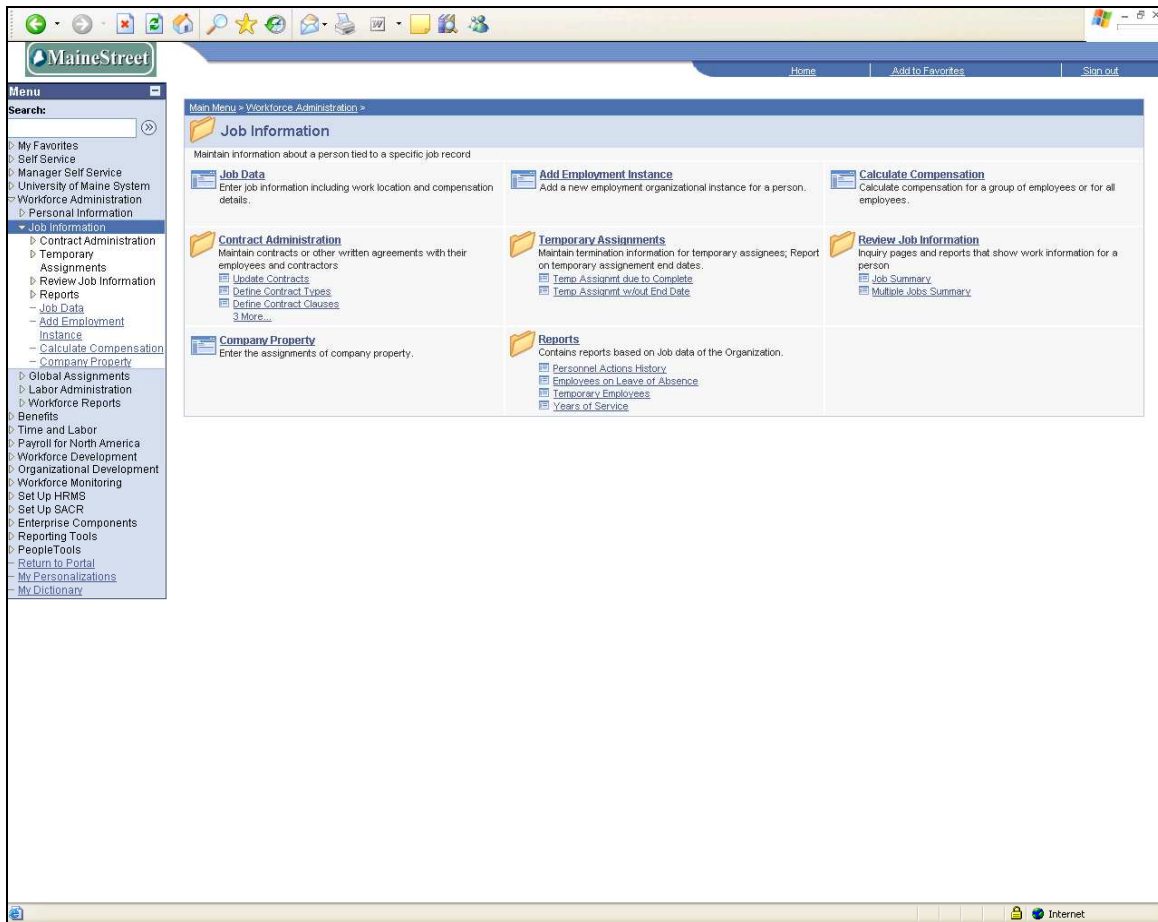 MaineStreet
Home
Add to Favorites
Sign out
Menu
Search:
My Favorites
Self Service
Manager Self Service
University of Maine System
Workforce Administration
Personal Information
Job Information
Contract Administration
Temporary
Assignments
Review Job Information
Reports
Job Data
Add Employment
Instance
Calculate Compensation
Company Property
Global Assignments
Labor Administration
Workforce Reports
Benefits
Time and Labor
Payroll for North America
Workforce Development
Organizational Development
Workforce Monitoring
Set Up HRMS
Set Up SACR
Enterprise Components
Reporting Tools
PeopleTools
Return to Portal
My Personalizations
My Dictionary
Main Menu > Workforce Administration >
Job Information
Maintain information about a person tied to a specific job record
Job Data
Enter job information including work location and compensation
details.
Add Employment Instance
Add a new employment organizational instance for a person.
Calculate Compensation
Calculate compensation for a group of employees or for all
employees.
Contract Administration
Maintain contracts or other written agreements with their
employees and contractors
Update Contracts
Define Contract Types
Define Contract Clauses
3 More...
Temporary Assignments
Maintain termination information for temporary assignees; Report
on temporary assignement end dates.
Temp Assignmt due to Complete
Temp Assignmt w/out End Date
Review Job Information
Inquiry pages and reports that show work information for a
person
Job Summary
Multiple Jobs Summary
Company Property
Enter the assignments of company property.
Reports
Contains reports based on Job data of the Organization.
Personnel Actions History
Employees on Leave of Absence
Temporary Employees
Years of Service
Internet